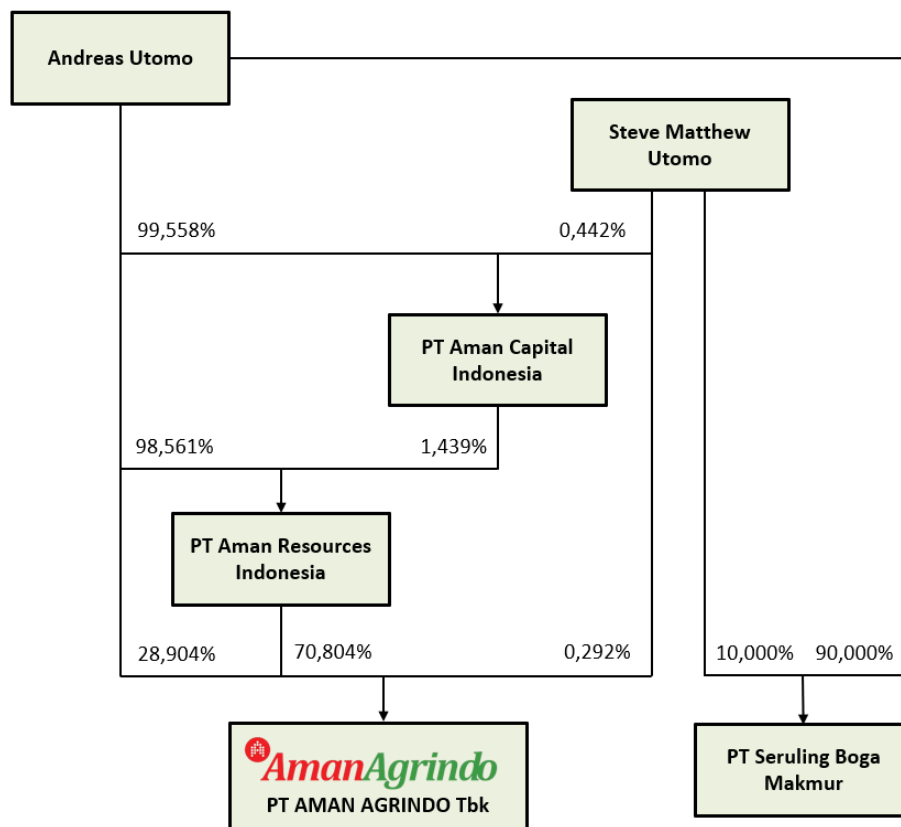 Andreas Utomo
Steve Matthew
Utomo
99,558%
0,442%
PT Aman Capital
Indonesia
98,561%
1,439%
PT Aman Resources
Indonesia
28,904%
70,804%
0,292%
10,000%
90,000%
AmanAgrindo
PT AMAN AGRINDO Tbk
PT Seruling Boga
Makmur